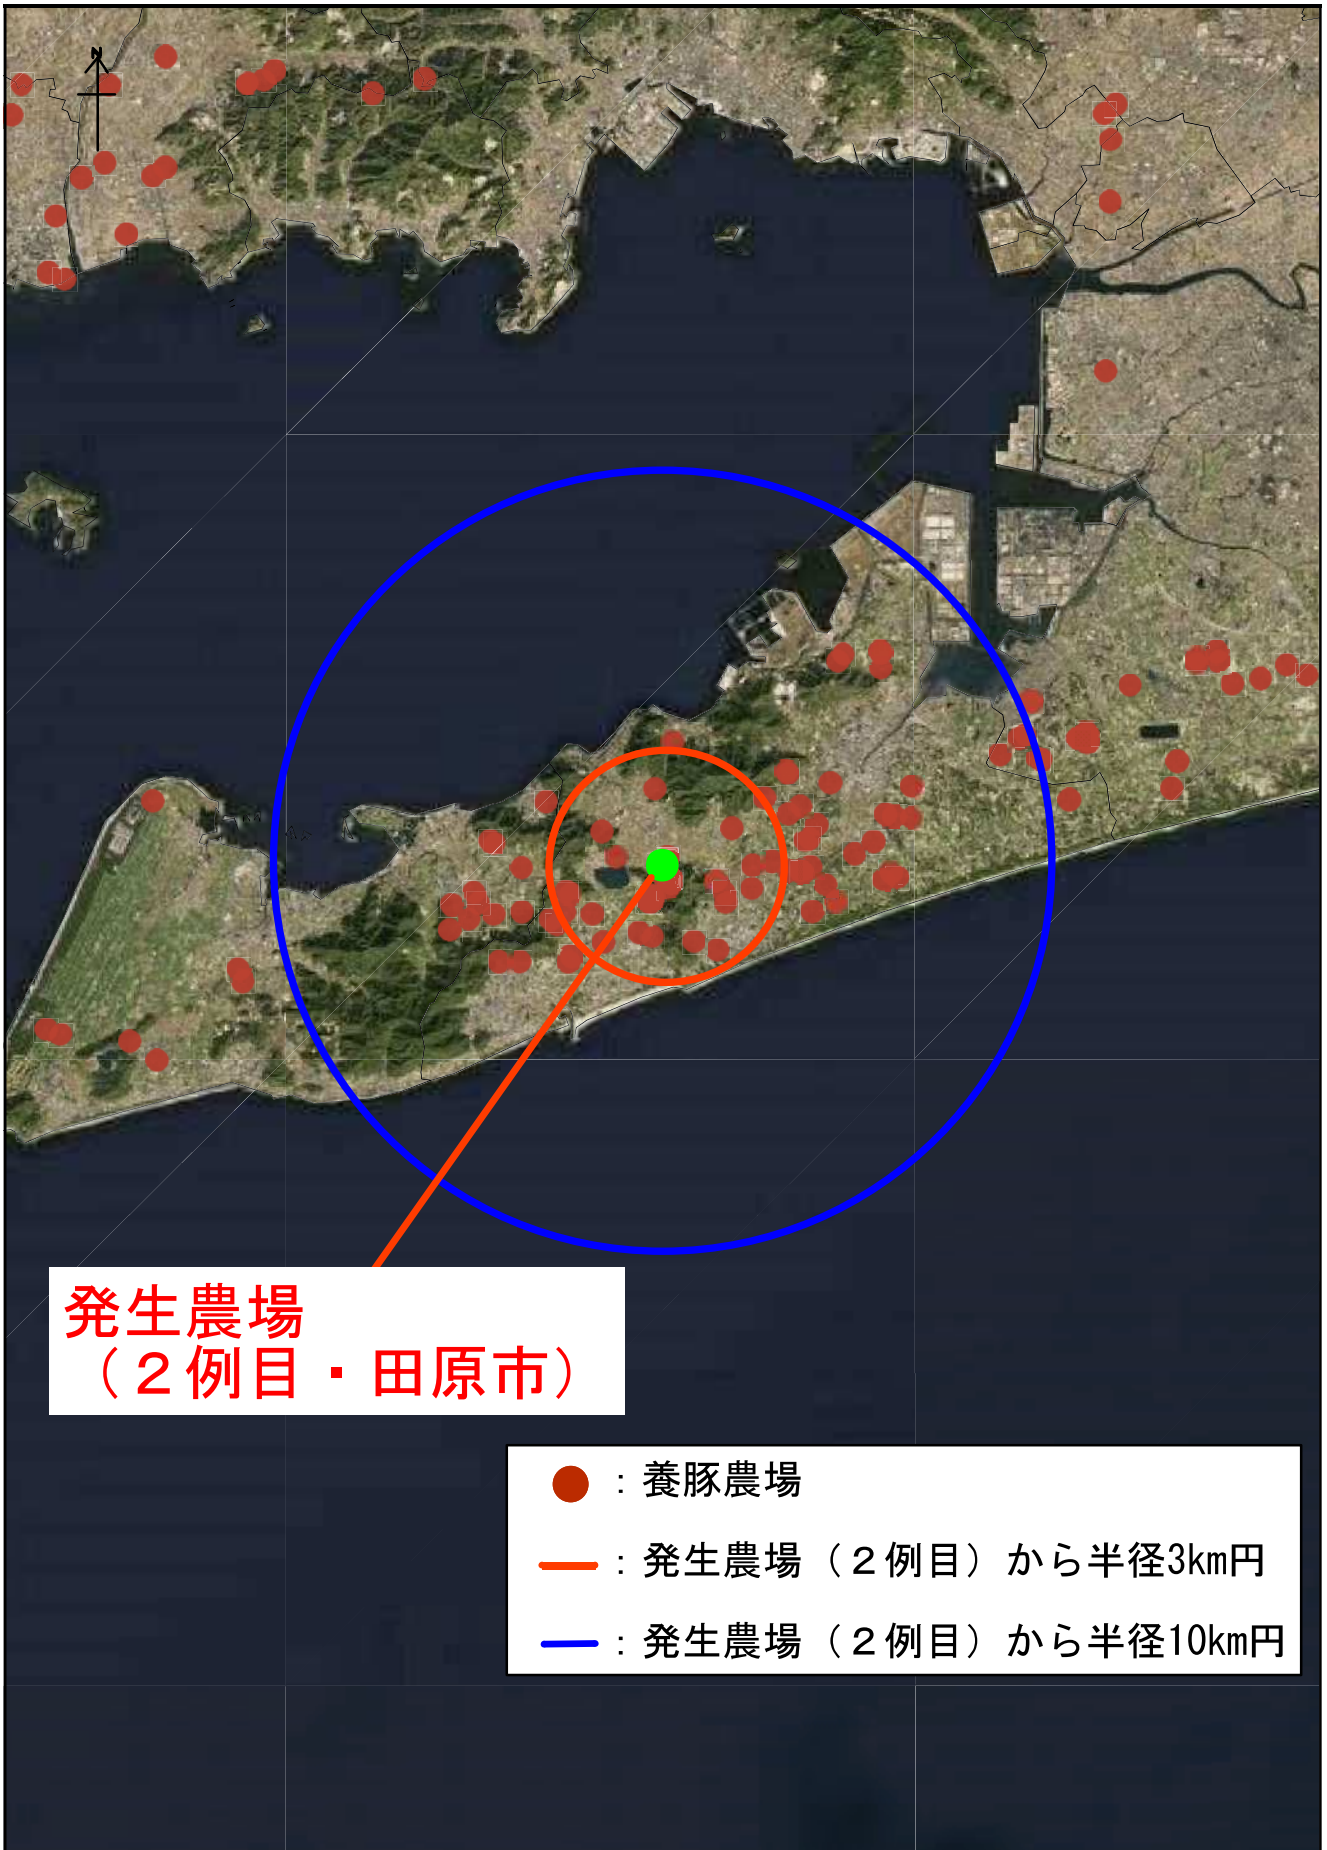 N
発生農場
（２例目・田原市）
：養豚農場
：発生農場（２例目）から半径3km円
：発生農場（２例目）から半径10km円